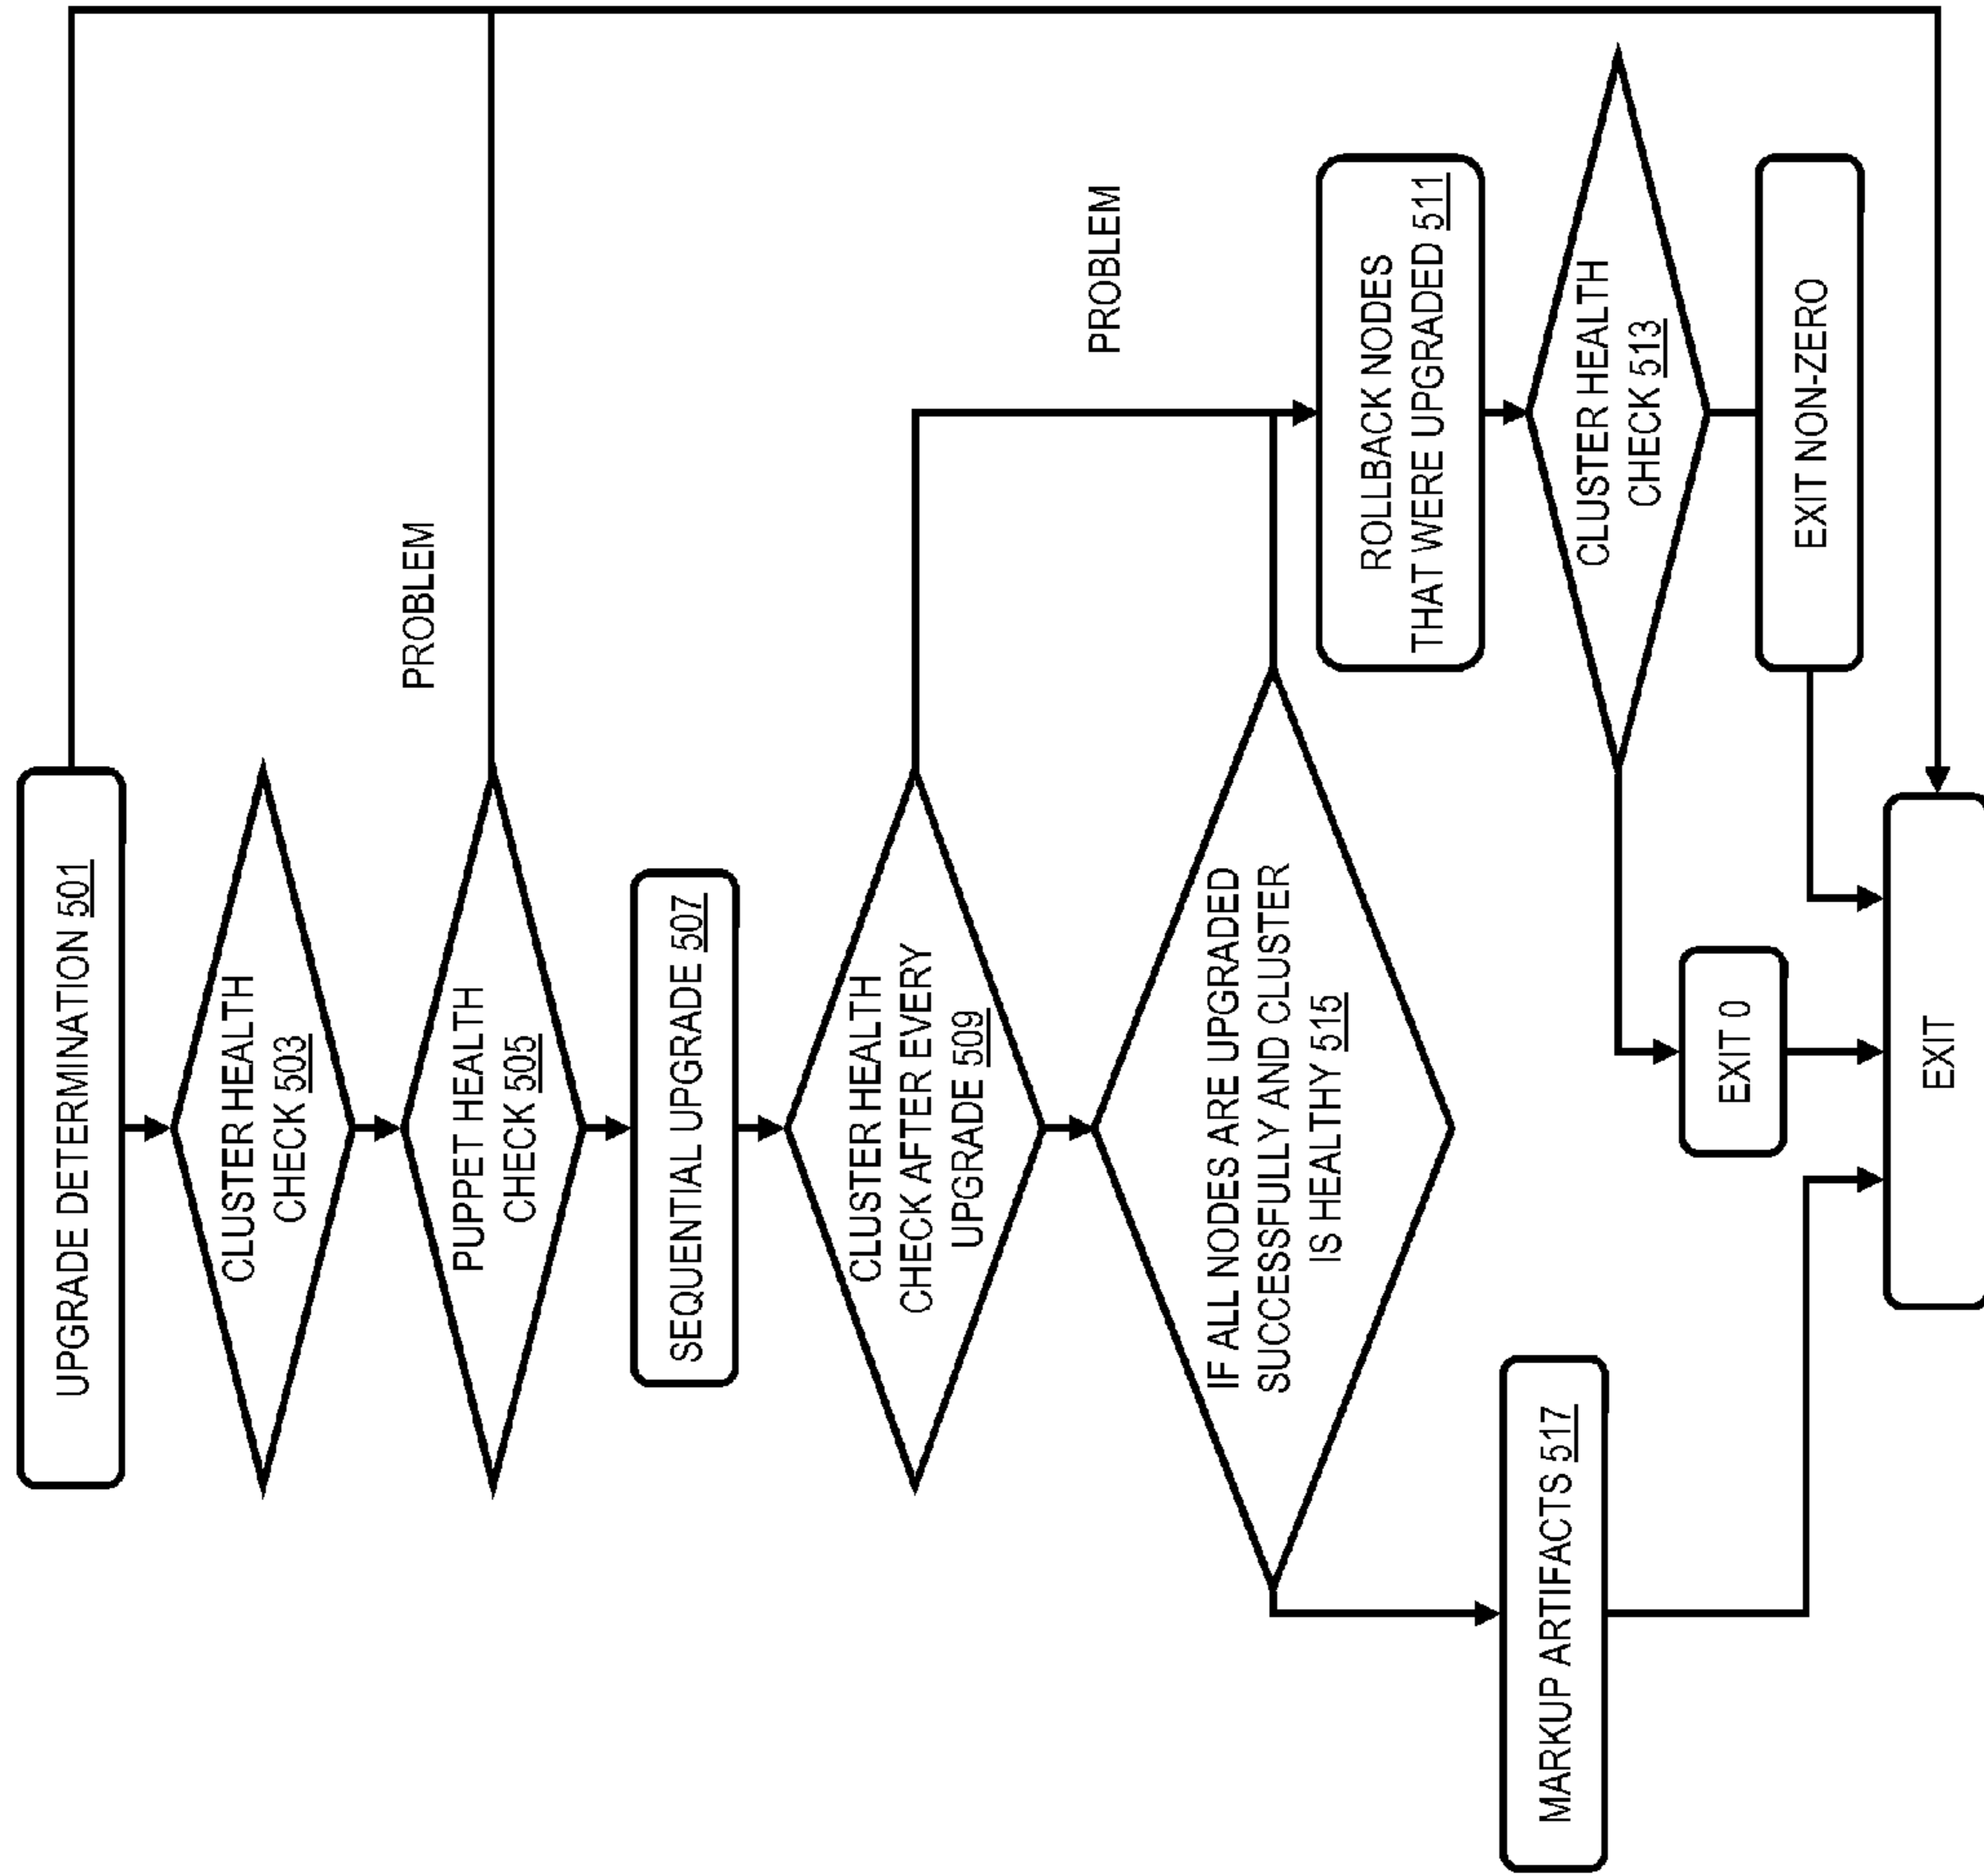 UPGRADE DETERMINATION 501
CLUSTER HEALTH
CHECK 503
PUPPET HEALTH
CHECK 505
PROBLEM
SEQUENTIAL UPGRADE 507
CLUSTER HEALTH
CHECK AFTER EVERY
UPGRADE 509
PROBLEM
IF ALL NODES ARE UPGRADED
SUCCESSFULLY AND CLUSTER
IS HEALTHY 515
ROLLBACK NODES
THAT WERE UPGRADED 511
MARKUP ARTIFACTS 517
CLUSTER HEALTH
CHECK 513
EXIT 0
EXIT NON-ZERO
EXIT